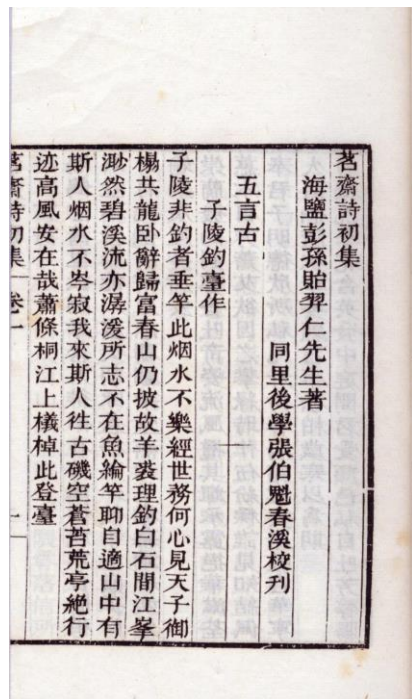 茗齋詩初集
海鹽彭孫貽羿仁先生著
同里後學張伯魁春溪校刊
五言古
子陵釣臺作
子陵非釣者垂竿此烟水不樂經世務何心見天子御
榻共龍卧辭歸富春山仍披故羊裘理釣白石間江峯
渺然碧溪流亦潺湲所志不在魚綸竿聊自適山中有
斯人烟水不岑寂我來斯人徃古磯空蒼苔荒亭絶行
迹高風安在哉蕭條桐江上檥棹此登臺
茗齋詩初集 卷一 一